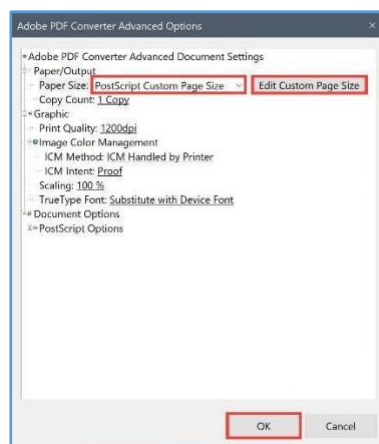 Adobe PDF Converter Advanced Options
Adobe PDF Converter Advanced Document Settings
Paper/Output
Paper Size: PostScript Custom Page Size Edit Custom Page Size
Copy Count: 1 Copy
Graphic
Print Quality: 1200dpi
Image Color Management
ICM Method: ICM Handled by Printer
ICM Intent: Proof
Scaling: 100 %
TrueType Font: Substitute with Device Font
Document Options
PostScript Options
OK Cancel